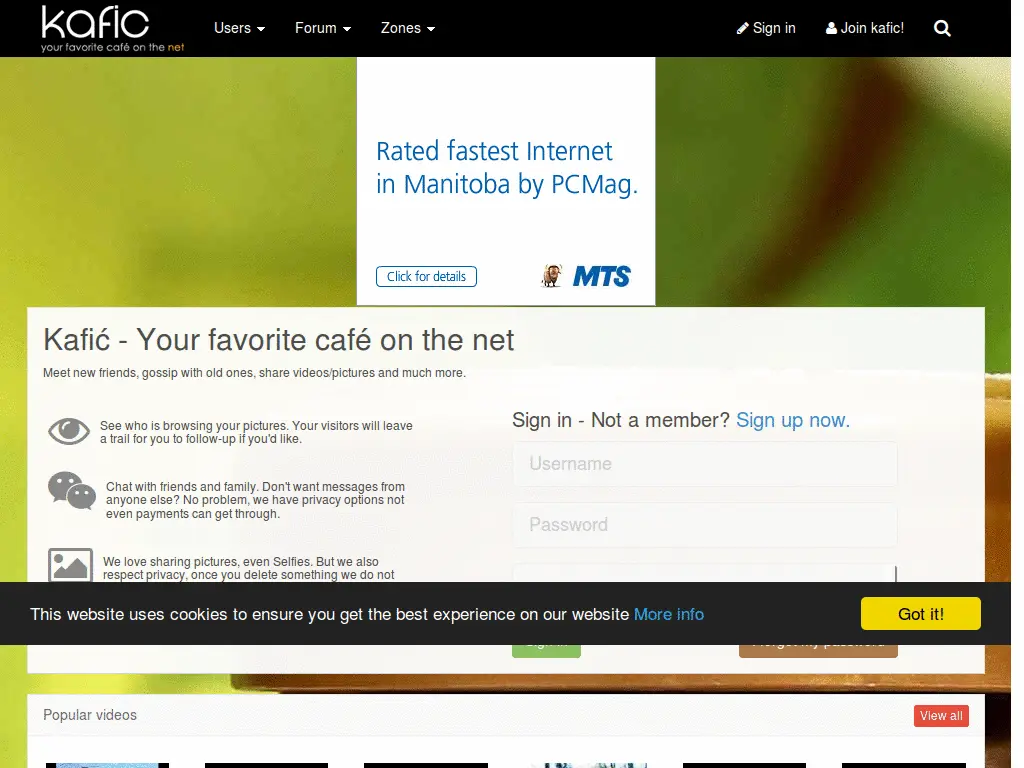 kafic
your favorite café on the net
Users
Forum
Zones
Sign in
Join kafic!
Rated fastest Internet
in Manitoba by PCMag.
Click for details
MTS
Kafić - Your favorite café on the net
Meet new friends, gossip with old ones, share videos/pictures and much more.
See who is browsing your pictures. Your visitors will leave
a trail for you to follow-up if you'd like.
Chat with friends and family. Don't want messages from
anyone else? No problem, we have privacy options not
even payments can get through.
We love sharing pictures, even Selfies. But we also
respect privacy, once you delete something we do not
Sign in - Not a member? Sign up now.
Username
Password
This website uses cookies to ensure you get the best experience on our website More info
Got it!
Popular videos
View all